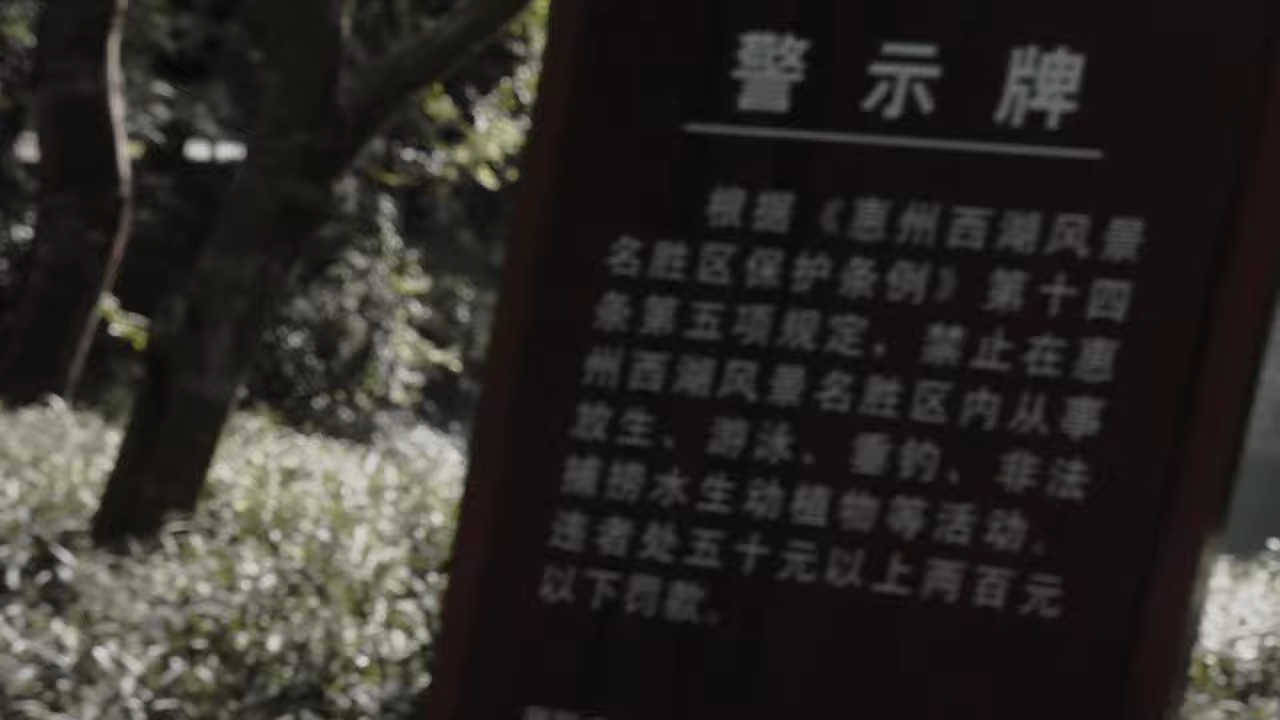 警示牌
根据《惠州西湖风景
名胜区保护条例》第十四
条第五项规定，禁止在惠
州西湖风景名胜区内从事
放生、游泳、垂钓、非法
捕捞水生动植物等活动。
违者处五十元以上两百元
以下罚款。